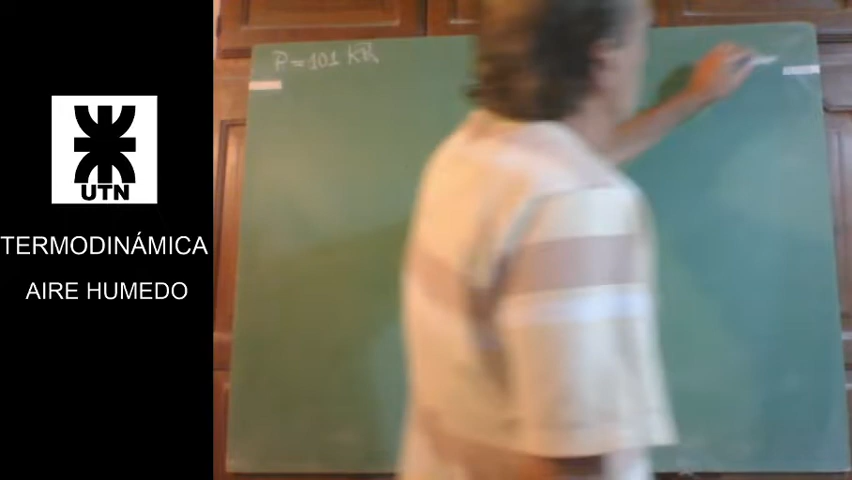 P = 101 KPa
UTN
TERMODINÁMICA
AIRE HUMEDO